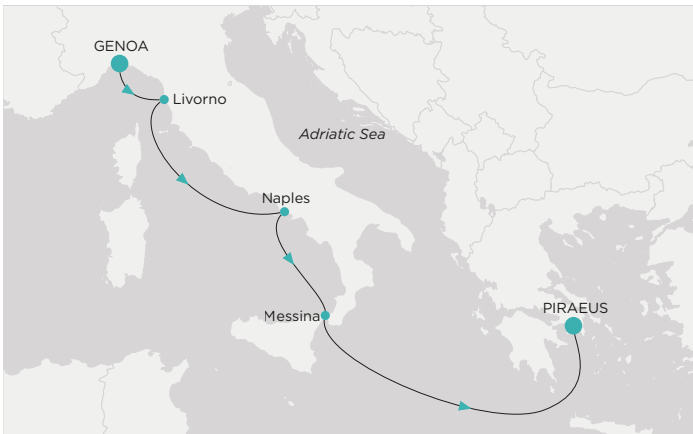 GENOA
Livorno
Adriatic Sea
Naples
Messina
PIRAEUS